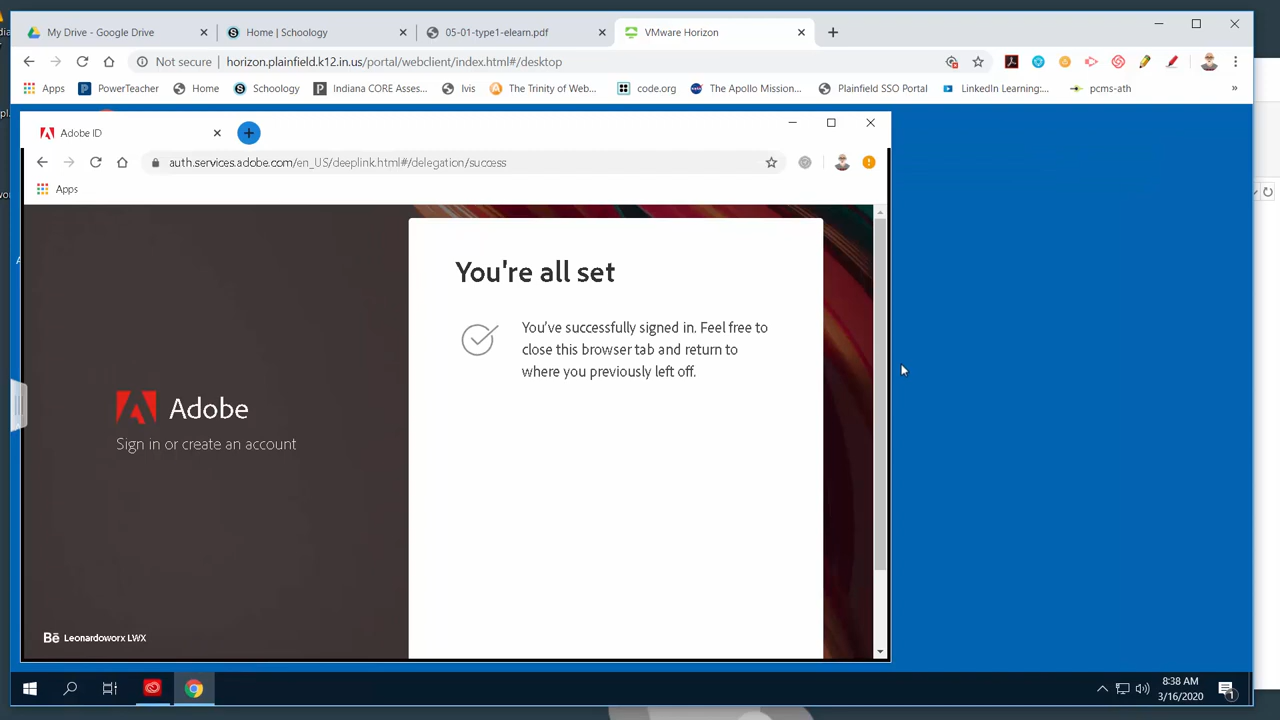 My Drive - Google Drive
Home | Schoology
05-01-type1-elearn.pdf
VMware Horizon
Not secure
horizon.plainfield.k12.in.us/portal/webclient/index.html#/desktop
Apps
PowerTeacher
Home
Schoology
Indiana CORE Asses...
Ivis
The Trinity of Web...
code.org
The Apollo Mission...
Plainfield SSO Portal
LinkedIn Learning:...
pcms-ath
»
Adobe ID
auth.services.adobe.com/en_US/deeplink.html#/delegation/success
Apps
You're all set
You've successfully signed in. Feel free to
close this browser tab and return to
where you previously left off.
Adobe
Sign in or create an account
Bē Leonardoworx LWX
8:38 AM
3/16/2020
1